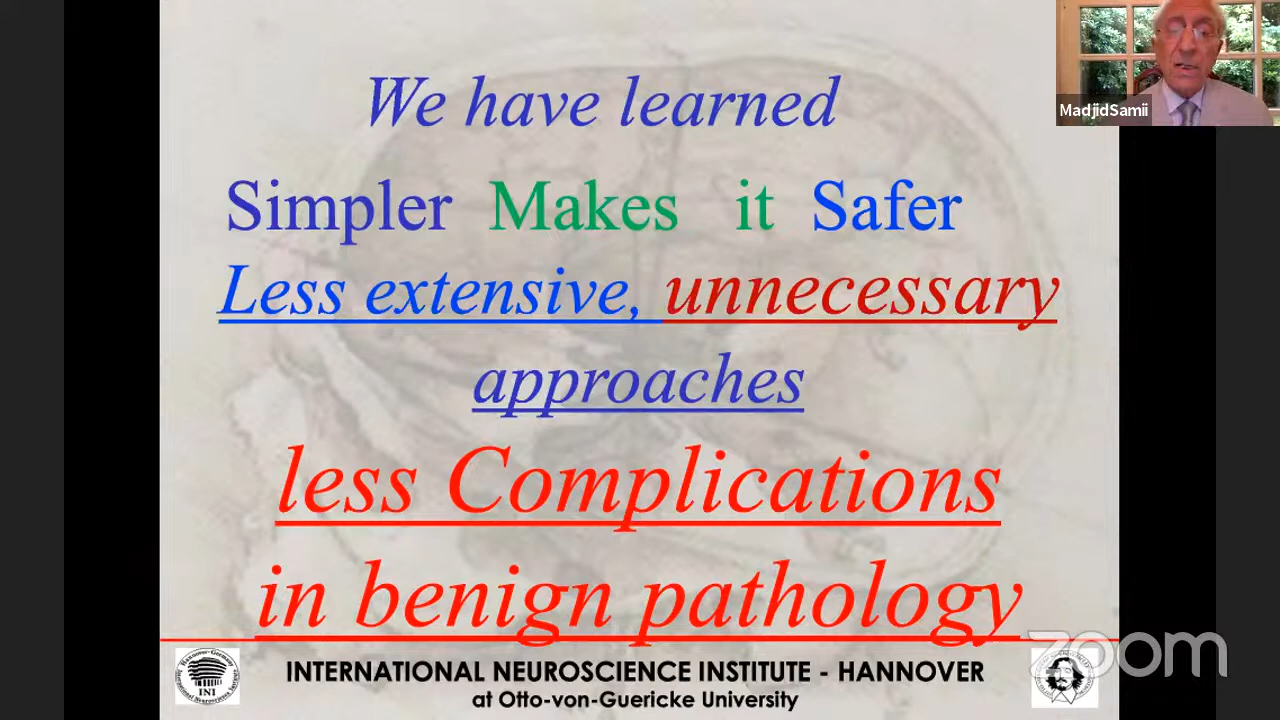 MadjidSamii
We have learned
Simpler Makes it Safer
Less extensive, unnecessary
approaches
less Complications
in benign pathology
zoom
INTERNATIONAL NEUROSCIENCE INSTITUTE - HANNOVER
at Otto-von-Guericke University
INI